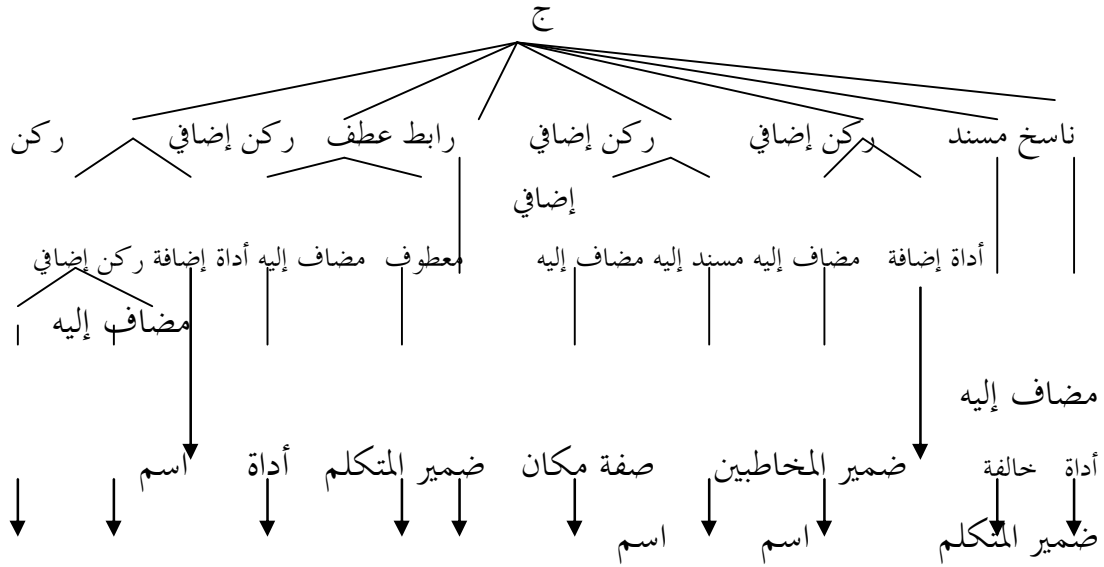 ج
ناسخ مسند ركن إضافي ركن إضافي رابط عطف ركن إضافي ركن
إضافي
أداة إضافة مضاف إليه مسند إليه مضاف إليه معطوف مضاف إليه أداة إضافة ركن إضافي
مضاف إليه
مضاف إليه
أداة خالفة ضمير المخاطبين صفة مكان ضمير المتكلم أداة اسم
ضمير المتكلم اسم اسم